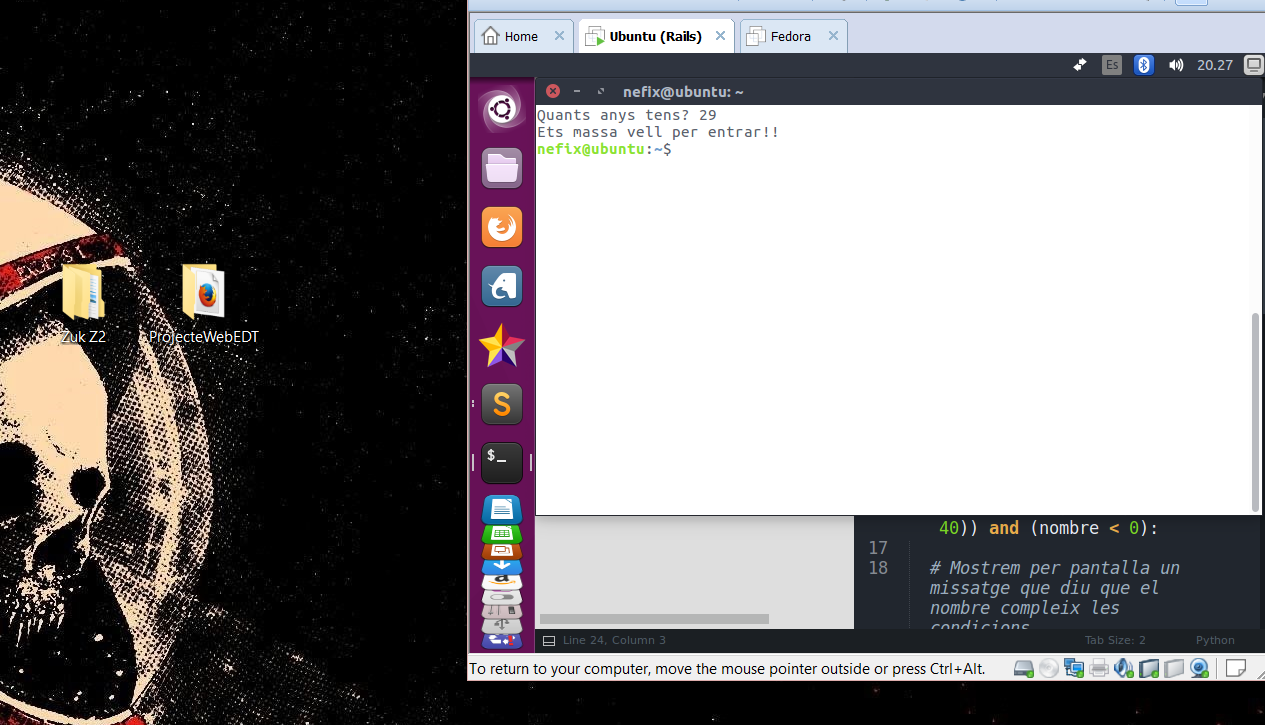 Home
Ubuntu (Rails)
Fedora
Es
20.27
nefix@ubuntu: ~
Quants anys tens? 29
Ets massa vell per entrar!!
nefix@ubuntu:~$
Zuk Z2
ProjecteWebEDT
S
$_
a
40)) and (nombre < 0):
17
18
# Mostrem per pantalla un
missatge que diu que el
nombre compleix les
condicions
Line 24, Column 3
Tab Size: 2
Python
To return to your computer, move the mouse pointer outside or press Ctrl+Alt.